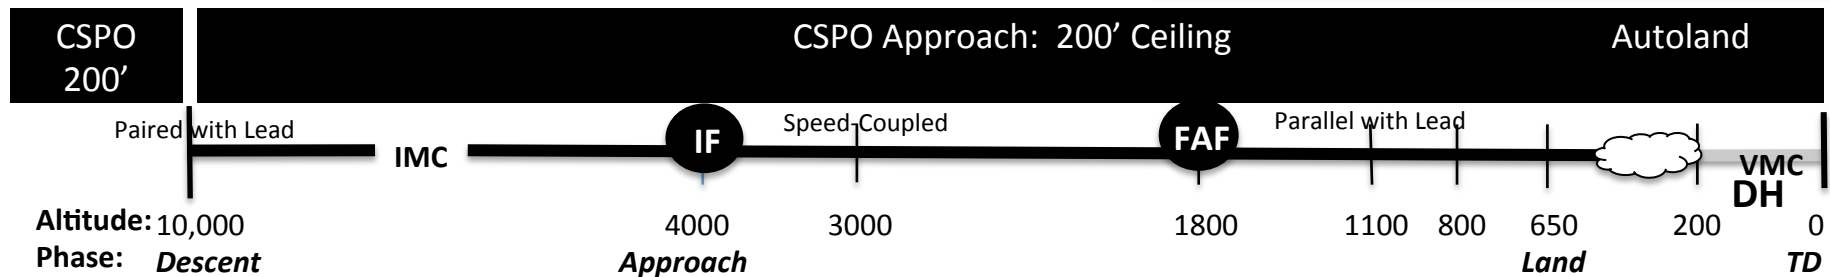 CSPO
200’
CSPO Approach: 200’ Ceiling
Autoland
Paired with Lead
IMC
IF
Speed-Coupled
FAF
Parallel with Lead
VMC
DH
Altitude: 10,000 4000 3000 1800 1100 800 650 200 0
Phase: Descent Approach Land TD